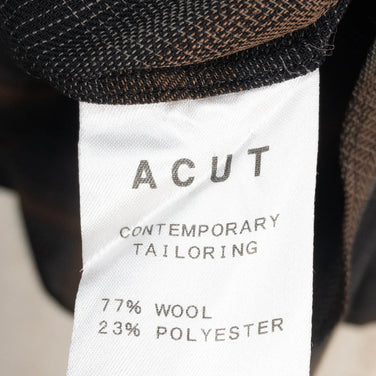 ACUT
CONTEMPORARY
TAILORING
77% WOOL
23% POLYESTER